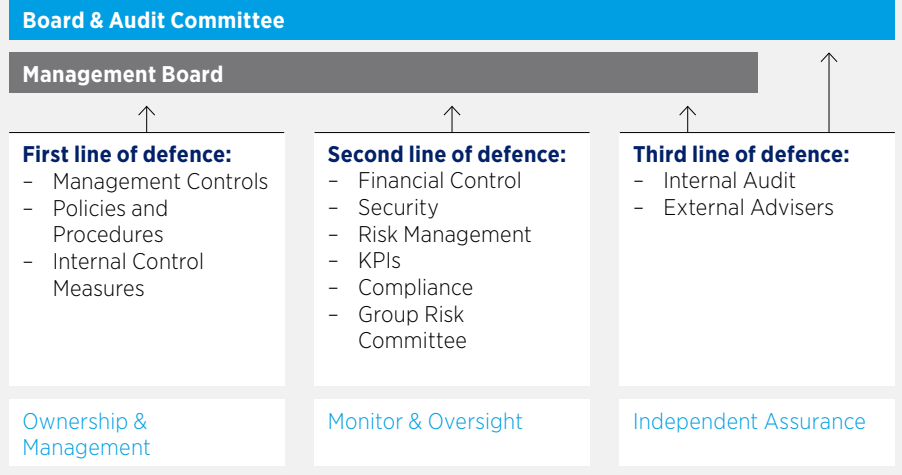 Board & Audit Committee
Management Board
First line of defence:
– Management Controls
– Policies and
Procedures
– Internal Control
Measures
Second line of defence:
– Financial Control
– Security
– Risk Management
– KPIs
– Compliance
– Group Risk
Committee
Third line of defence:
– Internal Audit
– External Advisers
Ownership &
Management
Monitor & Oversight
Independent Assurance